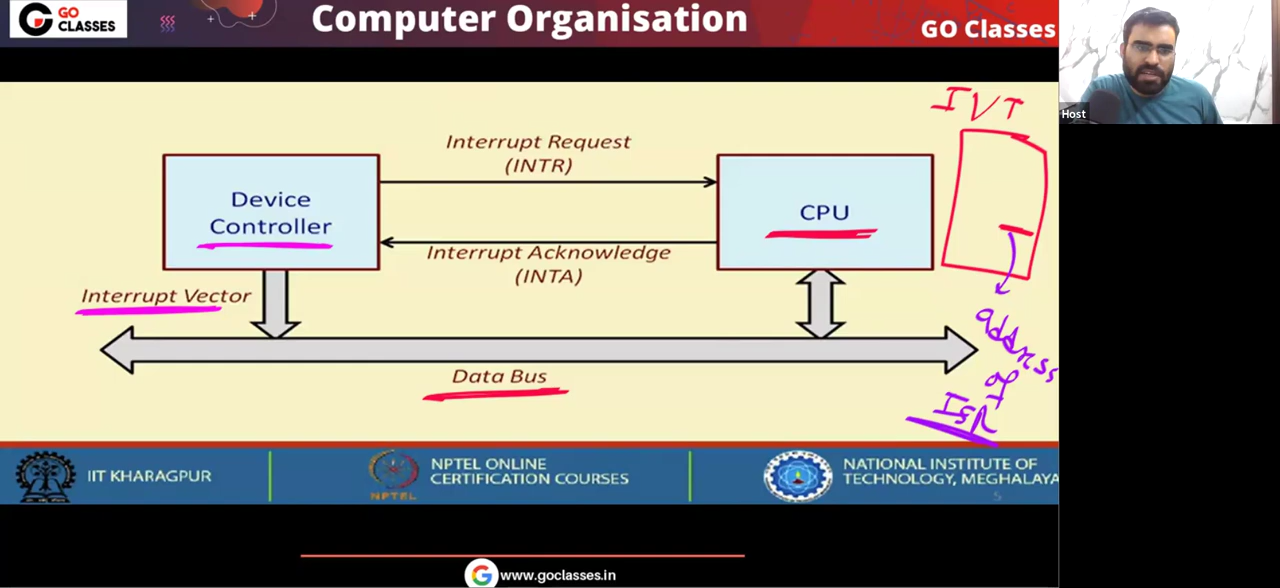 GO
CLASSES
Computer Organisation
GO Classes
Host
IVT
Interrupt Request
(INTR)
Device
Controller
CPU
Interrupt Acknowledge
(INTA)
Interrupt Vector
Data Bus
address
of
ISR
IIT KHARAGPUR
NPTEL
NPTEL ONLINE
CERTIFICATION COURSES
NATIONAL INSTITUTE OF
TECHNOLOGY, MEGHALAYA
5
www.goclasses.in